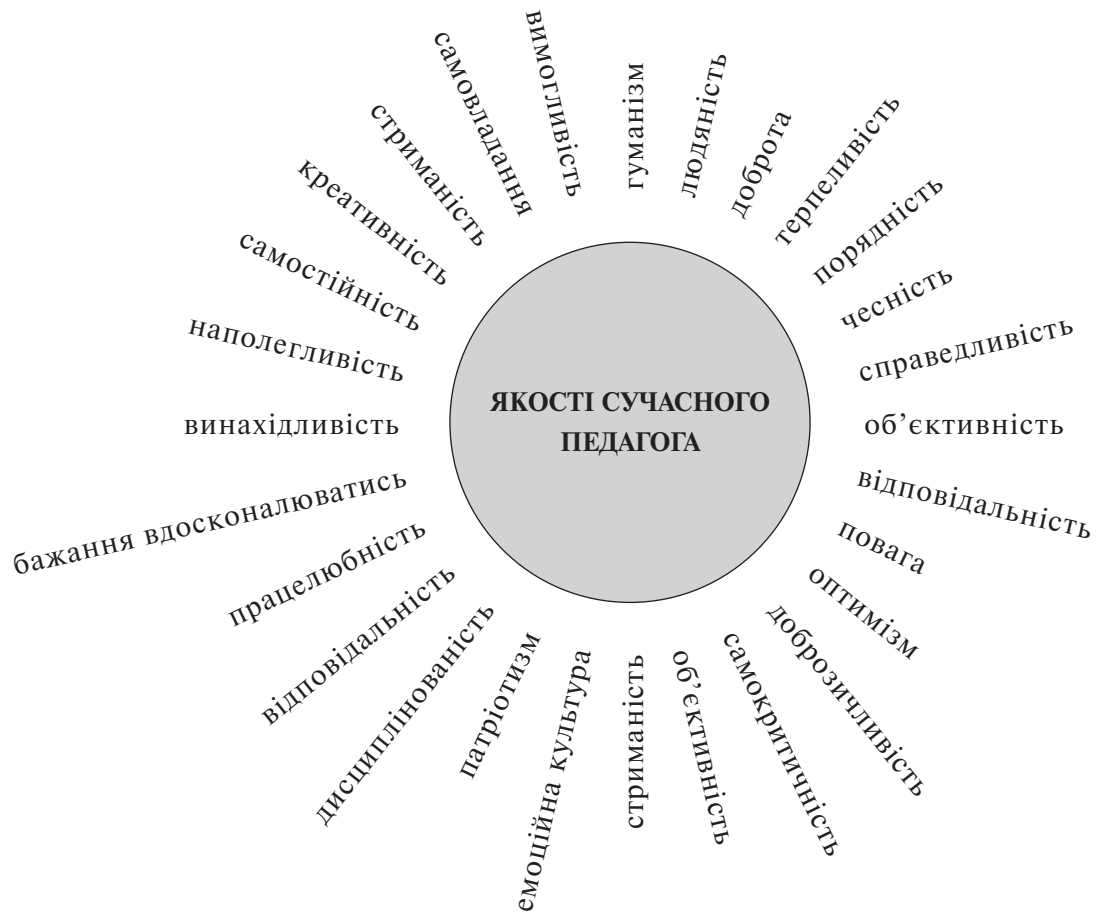 ЯКОСТІ СУЧАСНОГО
ПЕДАГОГА
гуманізм
людяність
доброта
терпеливість
порядність
чесність
справедливість
об’єктивність
відповідальність
повага
оптимізм
доброзичливість
самокритичність
об’єктивність
стриманість
емоційна культура
патріотизм
дисциплінованість
відповідальність
працелюбність
бажання вдосконалюватись
винахідливість
наполегливість
самостійність
креативність
стриманість
самовладання
вимогливість